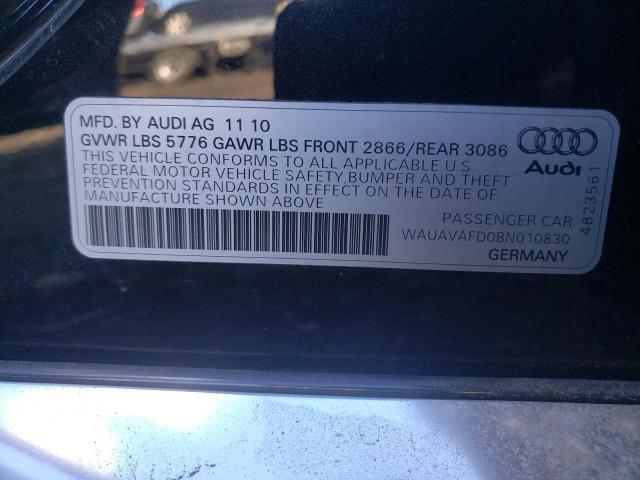 MFD. BY AUDI AG 11 10
GVWR LBS 5776 GAWR LBS FRONT 2866/REAR 3086
THIS VEHICLE CONFORMS TO ALL APPLICABLE U S
FEDERAL MOTOR VEHICLE SAFETY,BUMPER AND THEFT
PREVENTION STANDARDS IN EFFECT ON THE DATE OF
MANUFACTURE SHOWN ABOVE
Audi
4823561
PASSENGER CAR
WAUAVAFD0BN010830
GERMANY